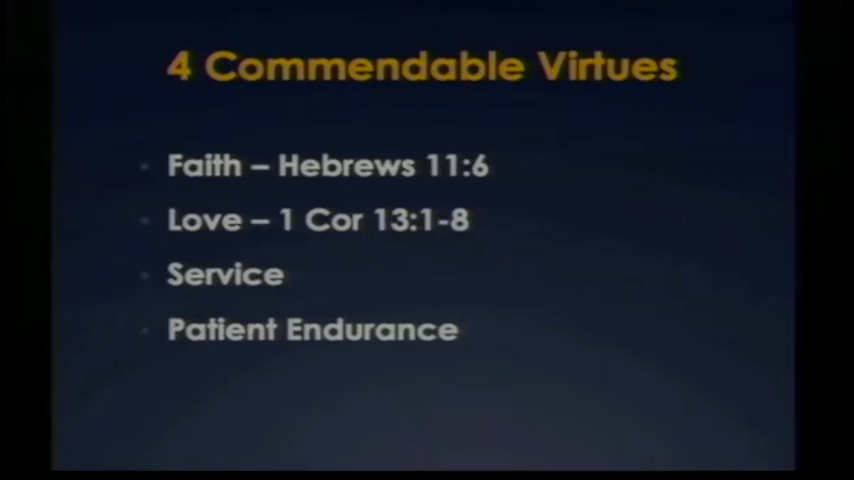 4 Commendable Virtues
• Faith – Hebrews 11:6
• Love – 1 Cor 13:1-8
• Service
• Patient Endurance